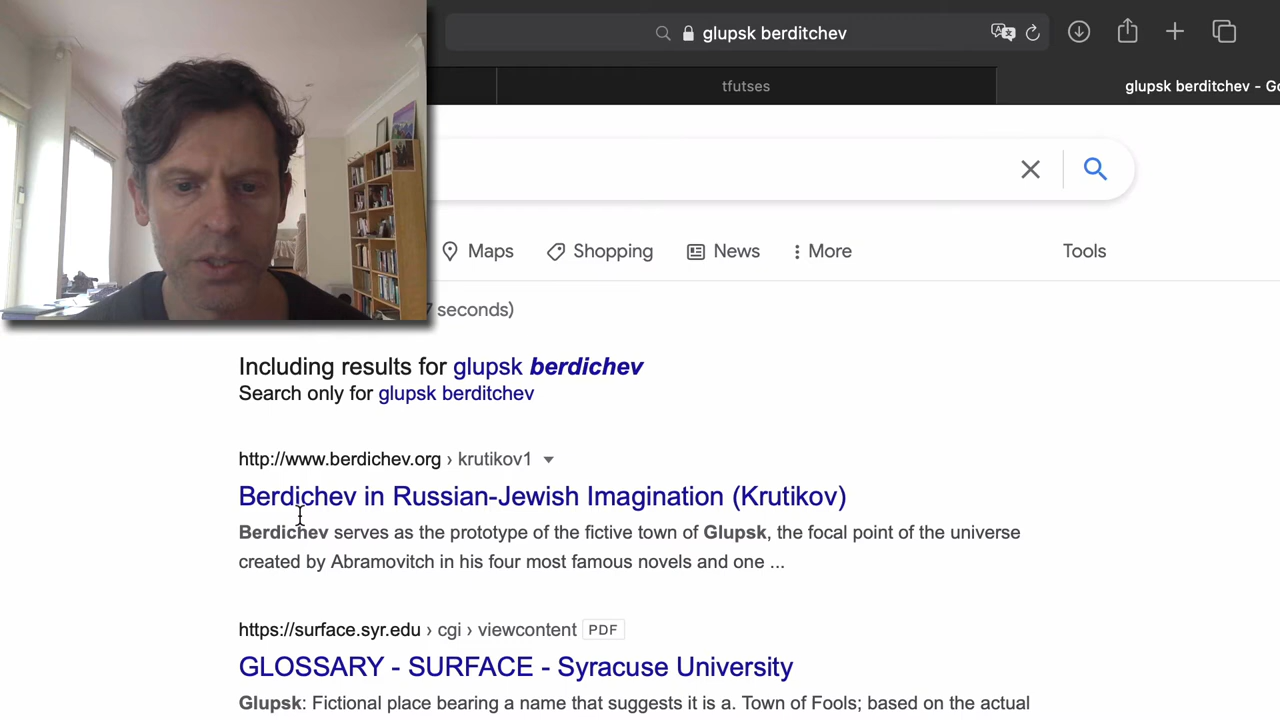 glupsk berditchev
tfutses
glupsk berditchev - Go
Maps
Shopping
News
More
Tools
seconds)
Including results for glupsk berdichev
Search only for glupsk berditchev
http://www.berdichev.org › krutikov1
Berdichev in Russian-Jewish Imagination (Krutikov)
Berdichev serves as the prototype of the fictive town of Glupsk, the focal point of the universe
created by Abramovitch in his four most famous novels and one ...
https://surface.syr.edu › cgi › viewcontent PDF
GLOSSARY - SURFACE - Syracuse University
Glupsk: Fictional place bearing a name that suggests it is a. Town of Fools; based on the actual